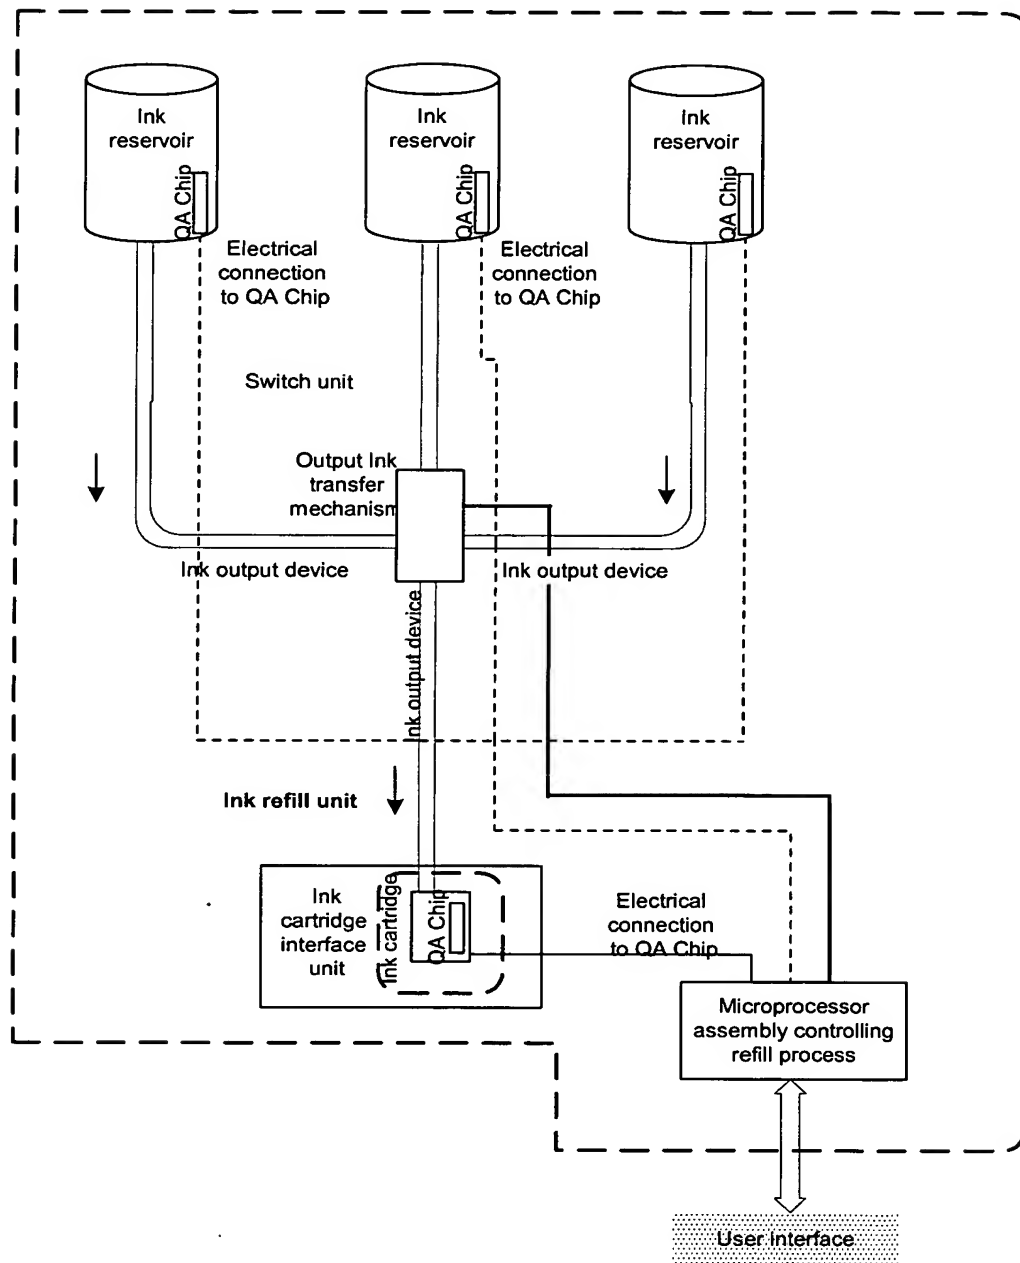 Ink
reservoir
QA Chip
Ink
reservoir
QA Chip
Ink
reservoir
QA Chip
Electrical
connection
to QA Chip
Electrical
connection
to QA Chip
Switch unit
Output Ink
transfer
mechanism
Ink output device
Ink output device
Ink output device
Ink refill unit
Ink
cartridge
interface
unit
Ink cartridge
QA Chip
Electrical
connection
to QA Chip
Microprocessor
assembly controlling
refill process
User Interface